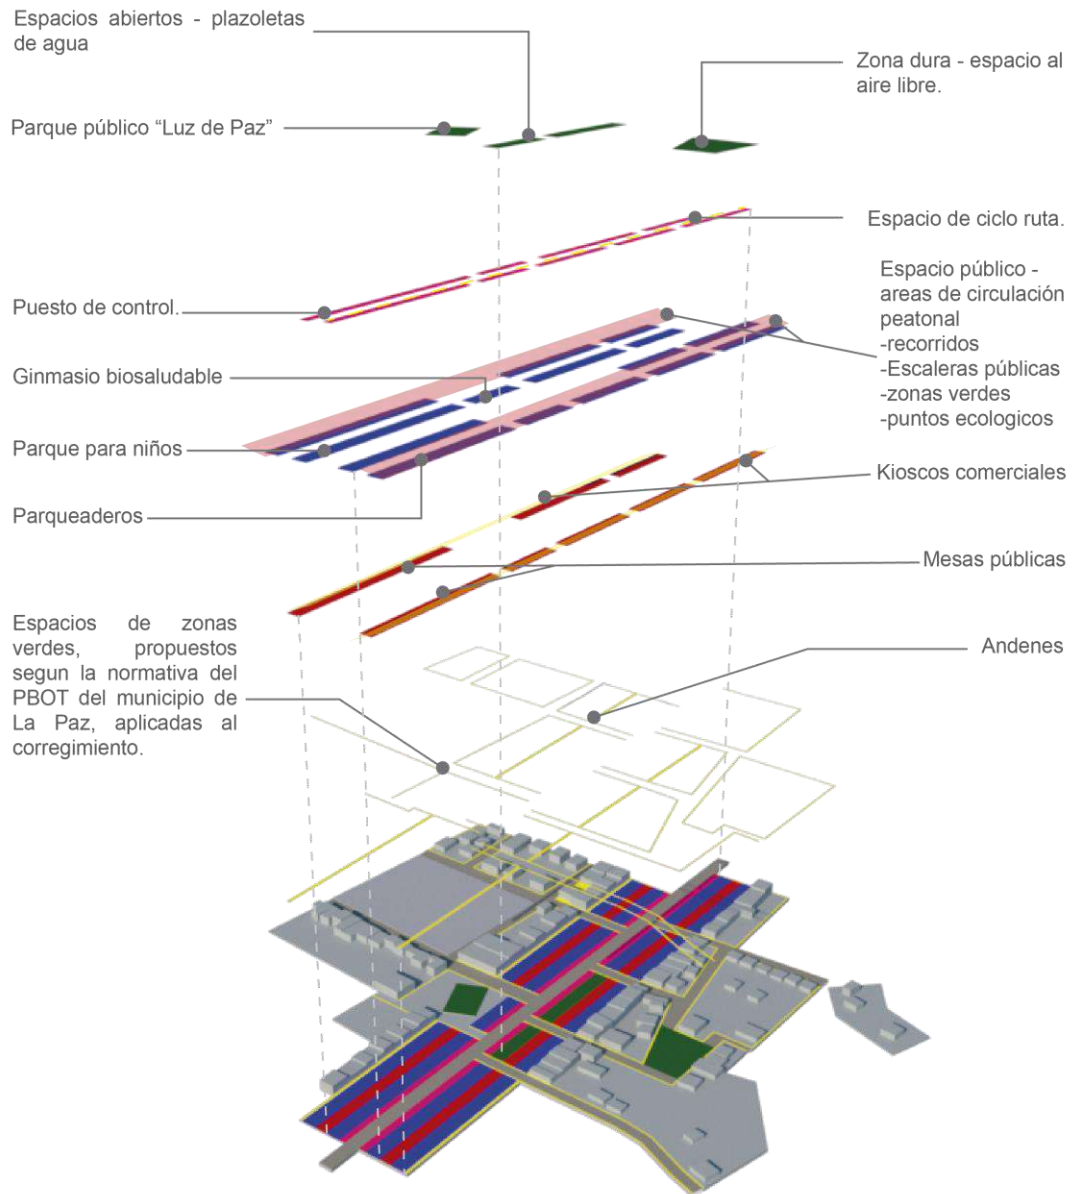 Espacios abiertos - plazoletas
de agua
Zona dura - espacio al
aire libre.
Parque público “Luz de Paz”
Espacio de ciclo ruta.
Espacio público -
areas de circulación
peatonal
-recorridos
-Escaleras públicas
-zonas verdes
-puntos ecologicos
Puesto de control.
Ginmasio biosaludable
Parque para niños
Kioscos comerciales
Parqueaderos
Mesas públicas
Espacios de zonas
verdes, propuestos
segun la normativa del
PBOT del municipio de
La Paz, aplicadas al
corregimiento.
Andenes